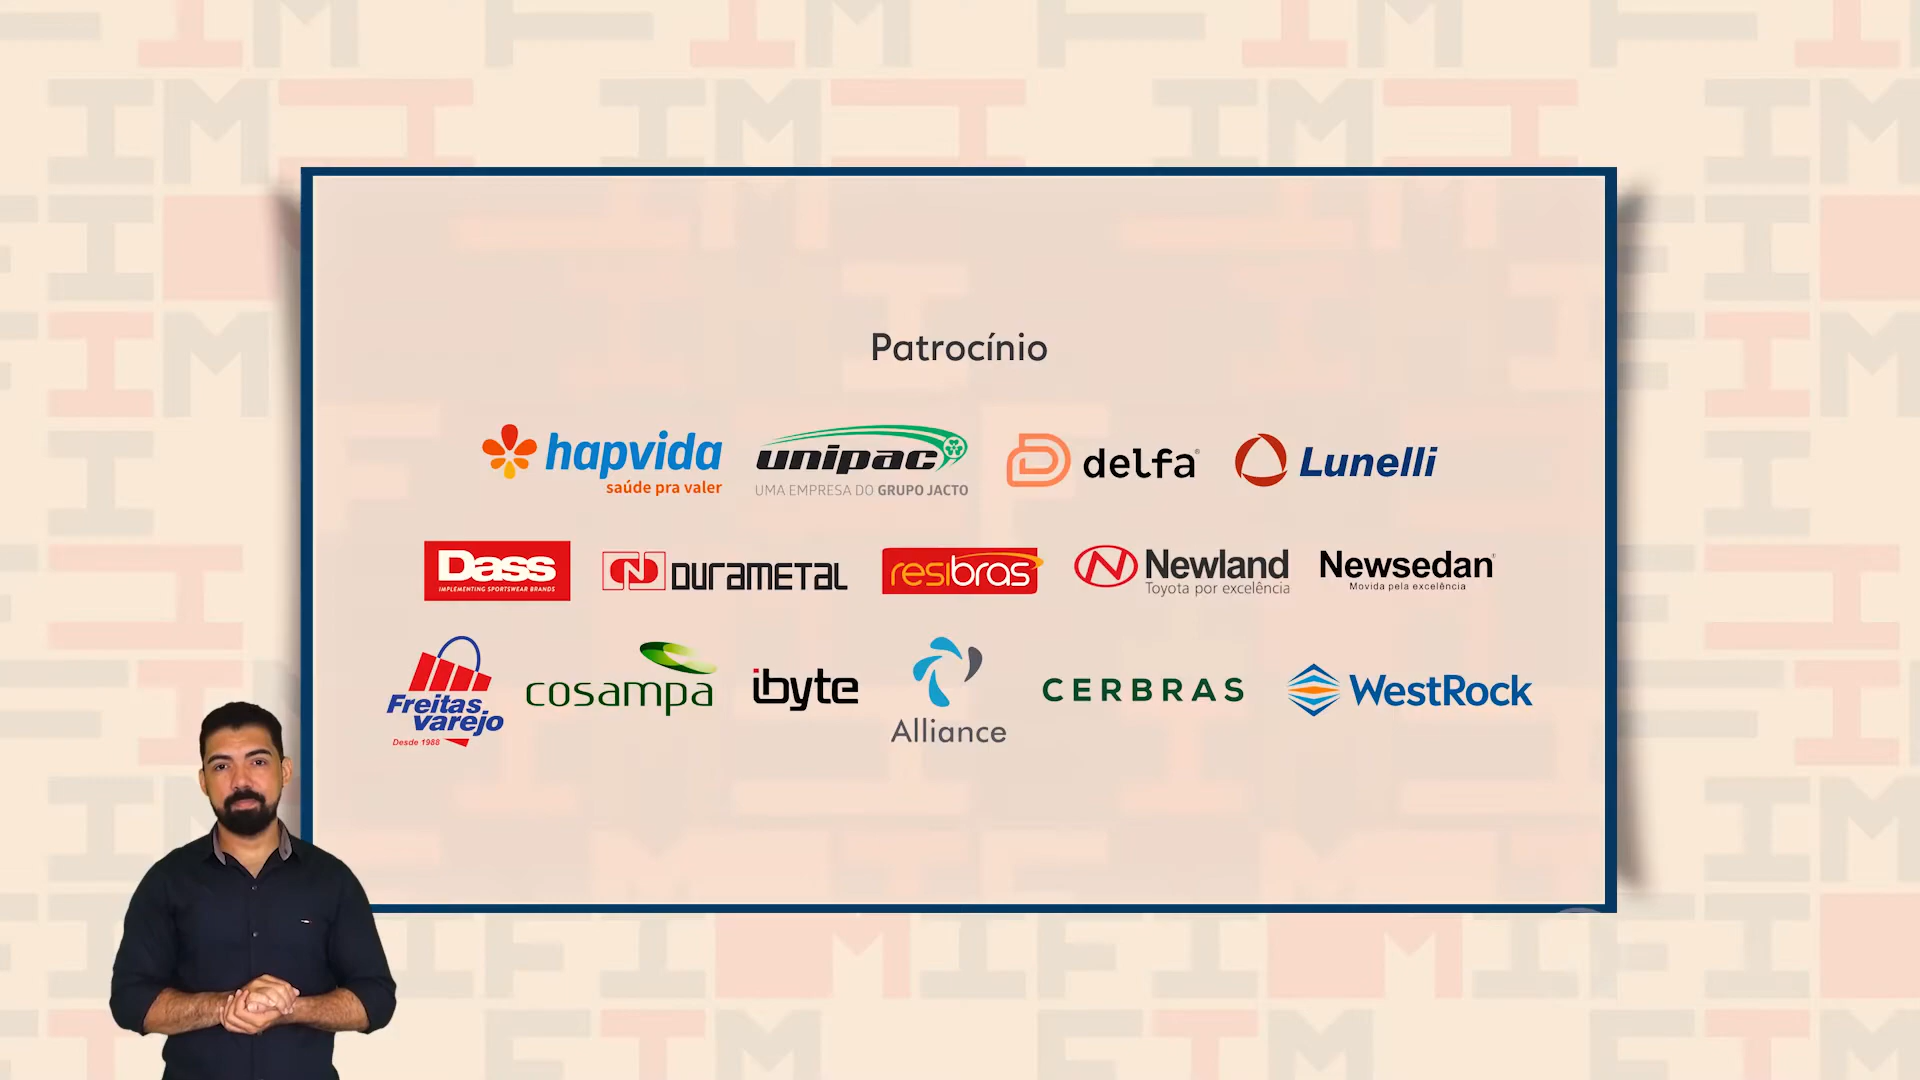 Patrocínio
hapvida
saúde pra valer
unipac
UMA EMPRESA DO GRUPO JACTO
delfa
Lunelli
Dass
IMPLEMENTING SPORTSWEAR BRANDS
DURAMETAL
resibras
Newland
Toyota por excelência
Newsedan
Movida pela excelência
Freitas
varejo
Desde 1988
cosampa
ibyte
Alliance
CERBRAS
WestRock